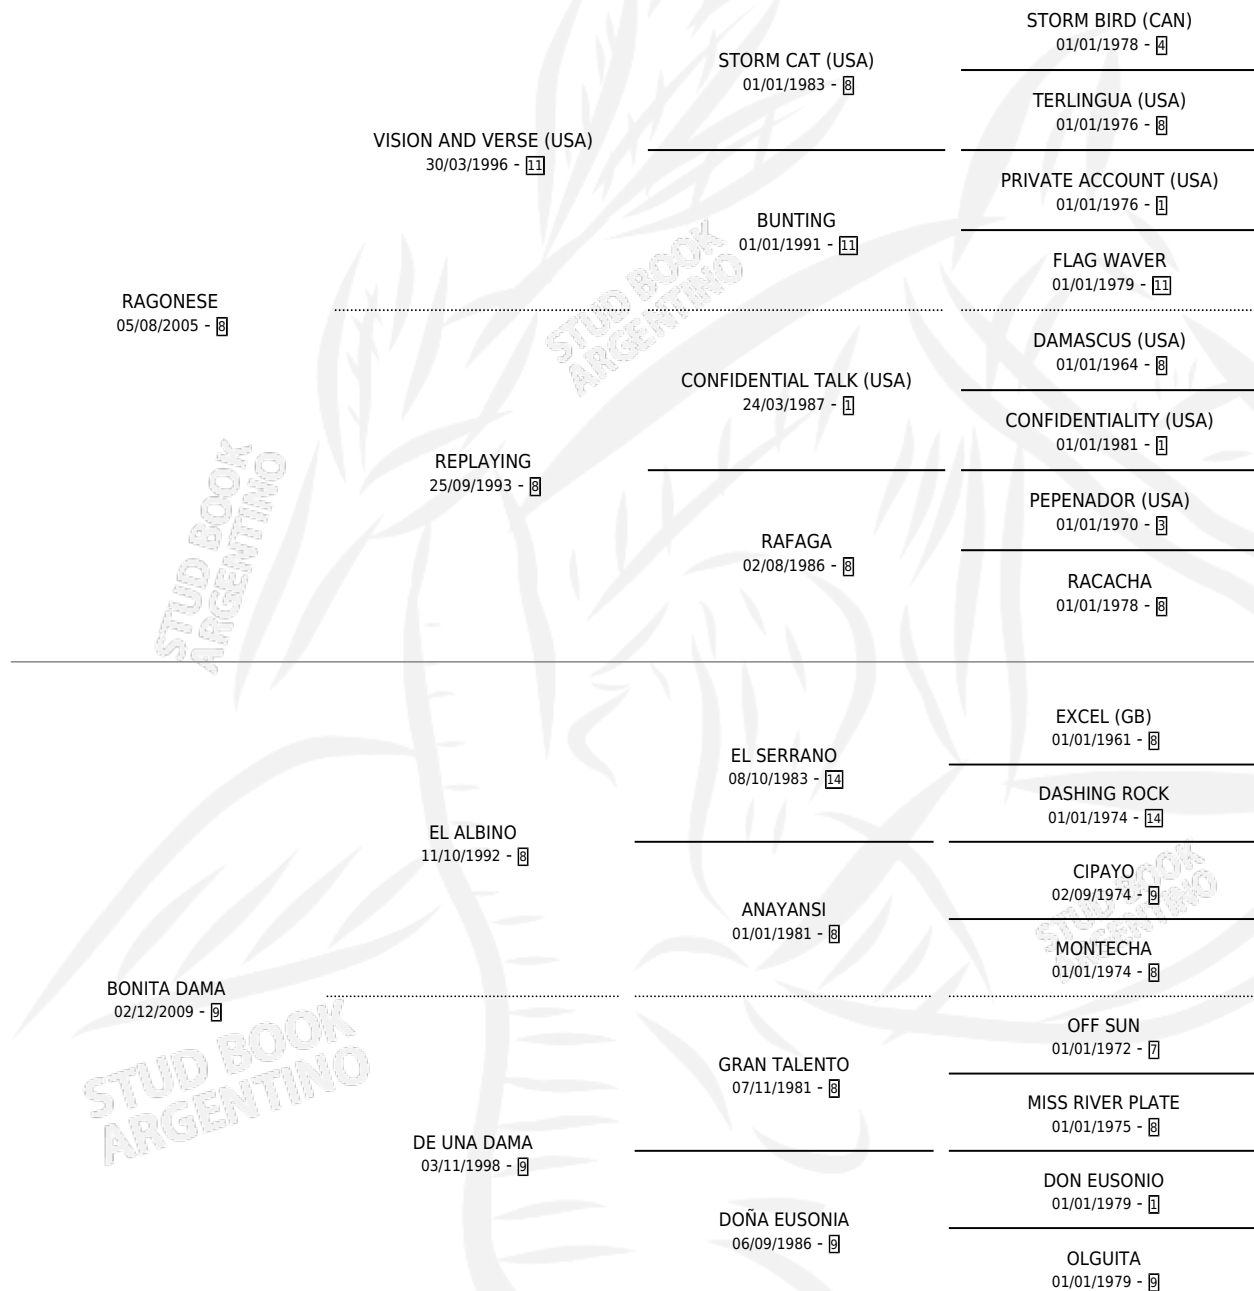 STORM BIRD (CAN)
01/01/1978 - 4
STORM CAT (USA)
01/01/1983 - 8
TERLINGUA (USA)
01/01/1976 - 8
VISION AND VERSE (USA)
30/03/1996 - 11
PRIVATE ACCOUNT (USA)
01/01/1976 - 1
BUNTING
01/01/1991 - 11
FLAG WAVER
01/01/1979 - 11
RAGONESE
05/08/2005 - 8
STUD BOOK
ARGENTINO
DAMASCUS (USA)
01/01/1964 - 8
CONFIDENTIAL TALK (USA)
24/03/1987 - 1
CONFIDENTIALITY (USA)
01/01/1981 - 1
REPLAYING
25/09/1993 - 8
PEPENADOR (USA)
01/01/1970 - 3
RAFAGA
02/08/1986 - 8
RACACHA
01/01/1978 - 8
STUD BOOK
ARGENTINO
EXCEL (GB)
01/01/1961 - 8
EL SERRANO
08/10/1983 - 14
DASHING ROCK
01/01/1974 - 14
EL ALBINO
11/10/1992 - 8
CIPAYO
02/09/1974 - 9
ANAYANSI
01/01/1981 - 8
MONTECHA
01/01/1974 - 8
STUD BOOK
ARGENTINO
BONITA DAMA
02/12/2009 - 9
OFF SUN
01/01/1972 - 7
GRAN TALENTO
07/11/1981 - 8
MISS RIVER PLATE
01/01/1975 - 8
STUD BOOK
ARGENTINO
DE UNA DAMA
03/11/1998 - 9
DON EUSONIO
01/01/1979 - 1
DOÑA EUSONIA
06/09/1986 - 9
OLGUITA
01/01/1979 - 9